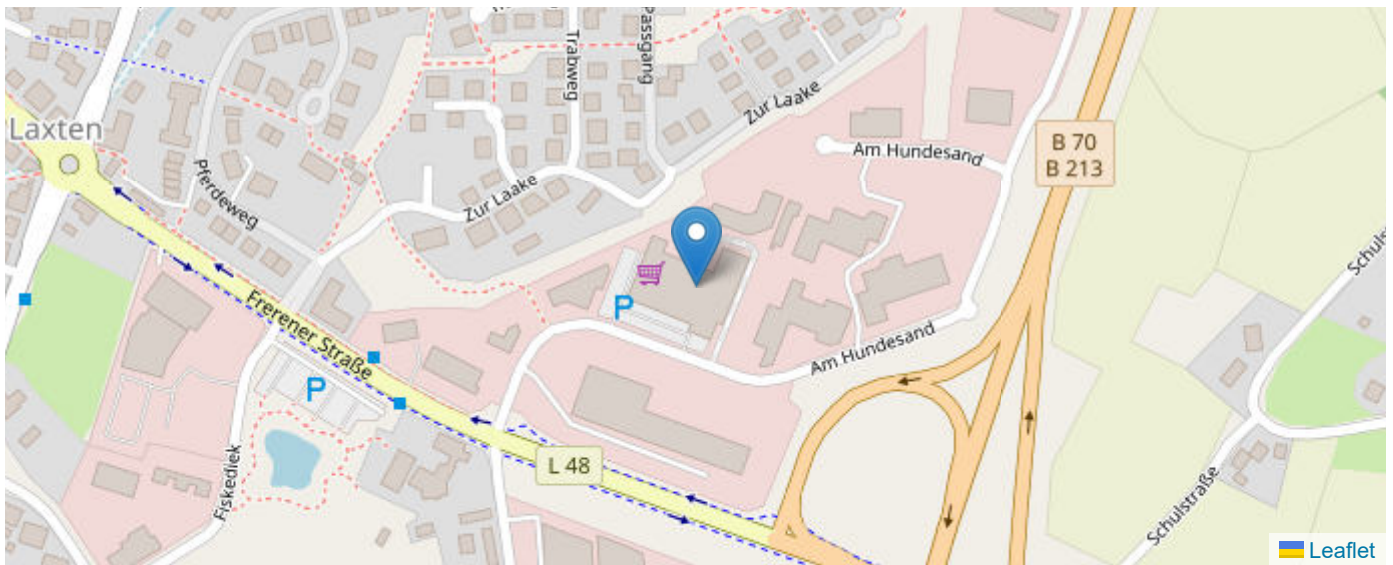 Trabweg
Passgang
Zur Laake
Laxten
B 70
B 213
Am Hundesand
Pferdeweg
Zur Laake
Schuls
P
Frerener Straße
Am Hundesand
P
L 48
Fiskediek
Schulstraße
Leaflet